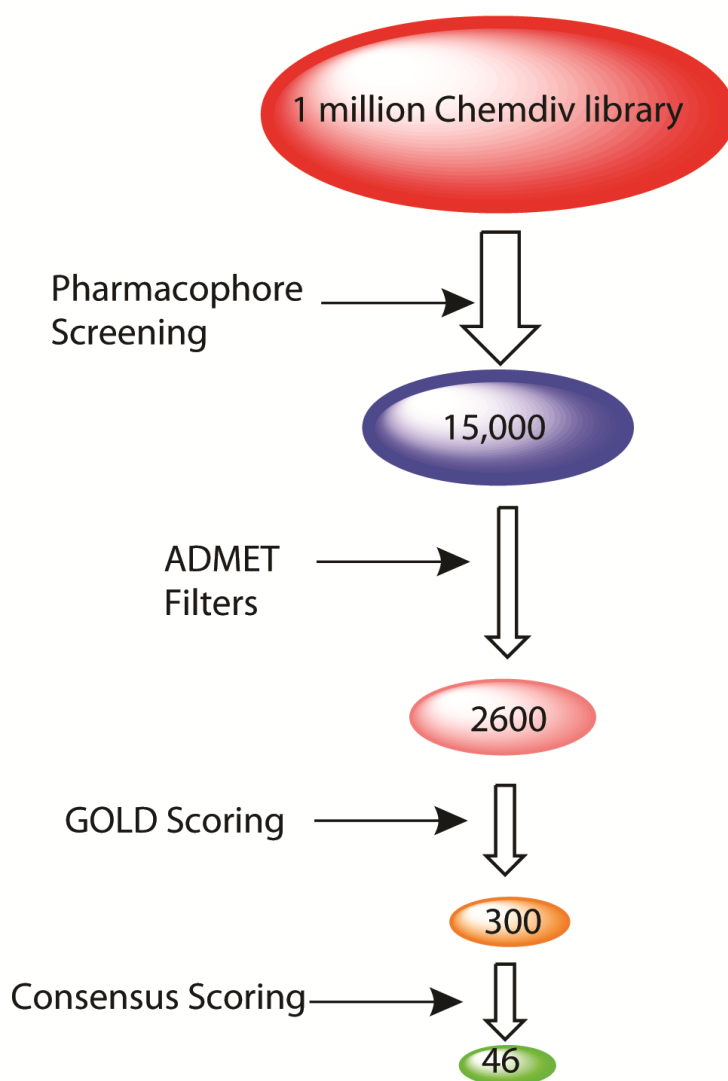 1 million Chemdiv library
Pharmacophore
Screening
15,000
ADMET
Filters
2600
GOLD Scoring
300
Consensus Scoring
46